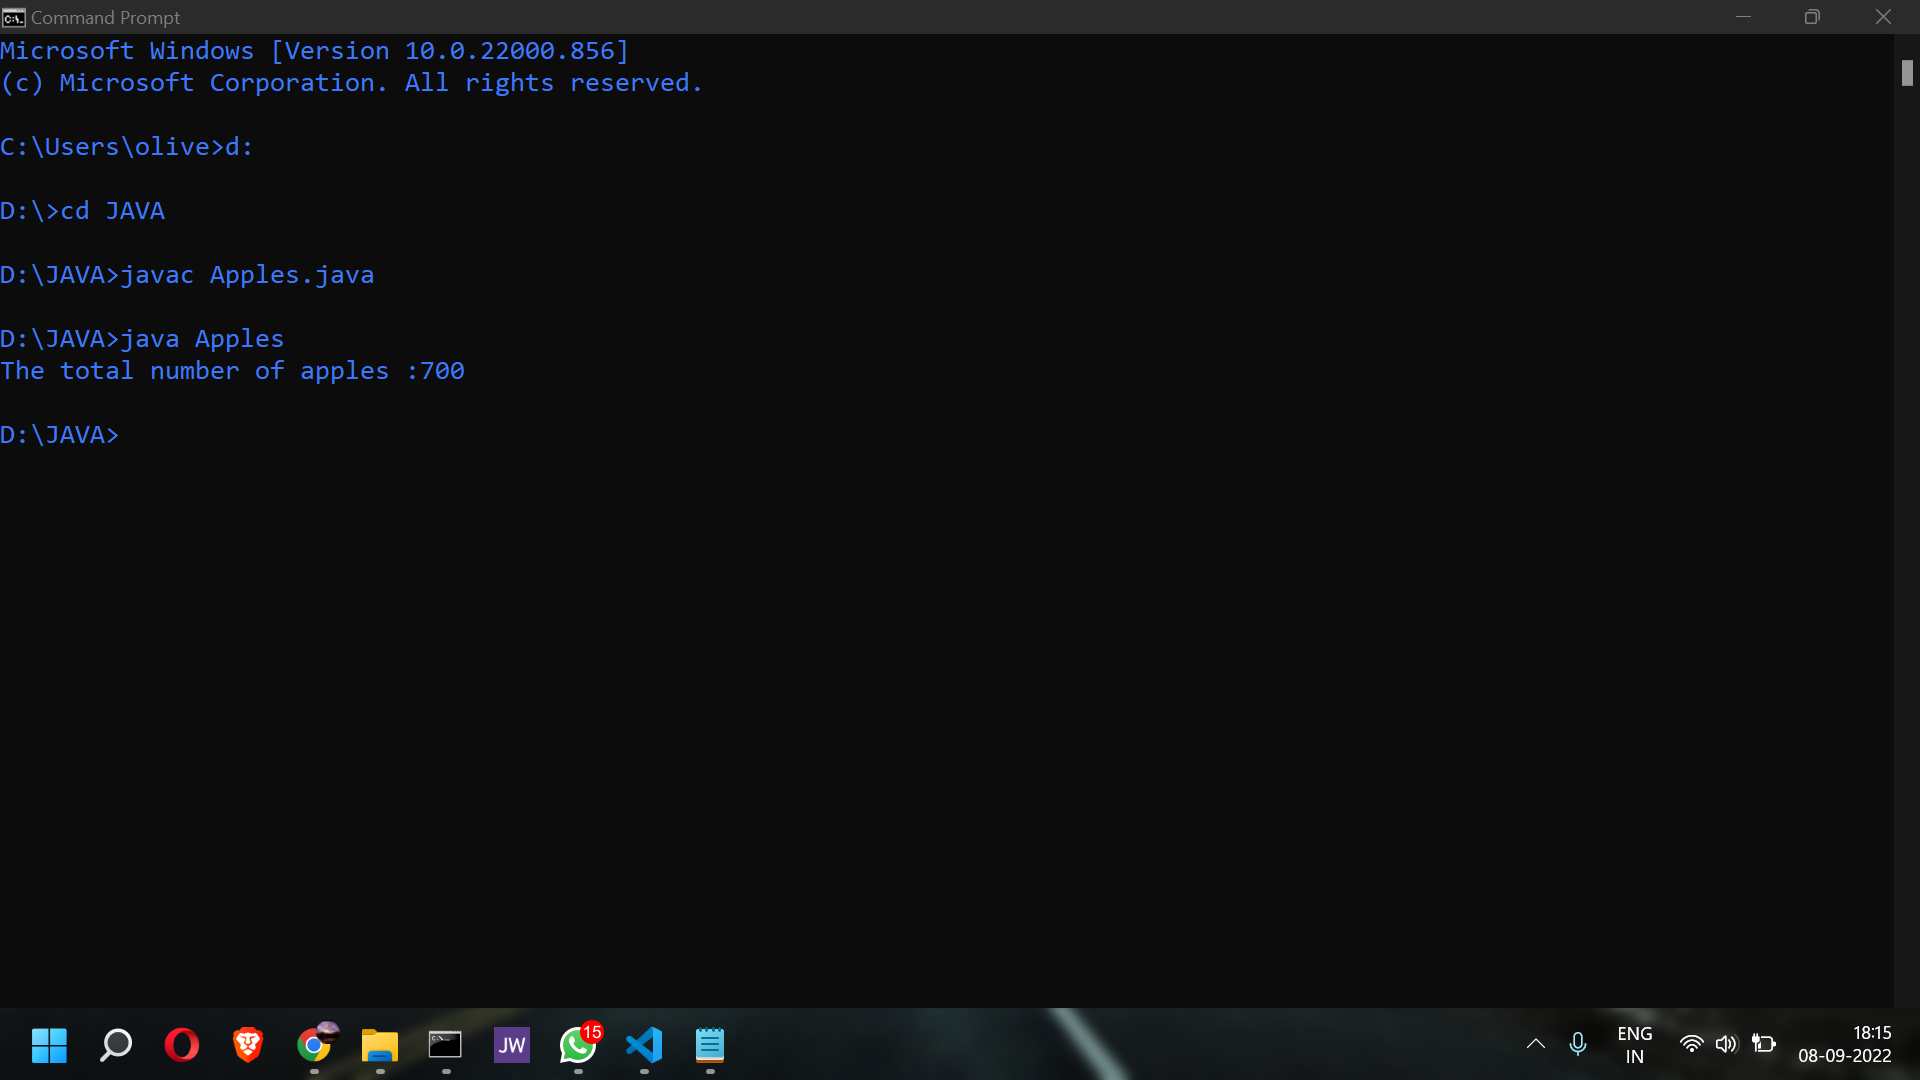 Command Prompt
Microsoft Windows [Version 10.0.22000.856]
(c) Microsoft Corporation. All rights reserved.
C:\Users\olive>d:
D:\>cd JAVA
D:\JAVA>javac Apples.java
D:\JAVA>java Apples
The total number of apples :700
D:\JAVA>
JW
15
ENG
IN
18:15
08-09-2022